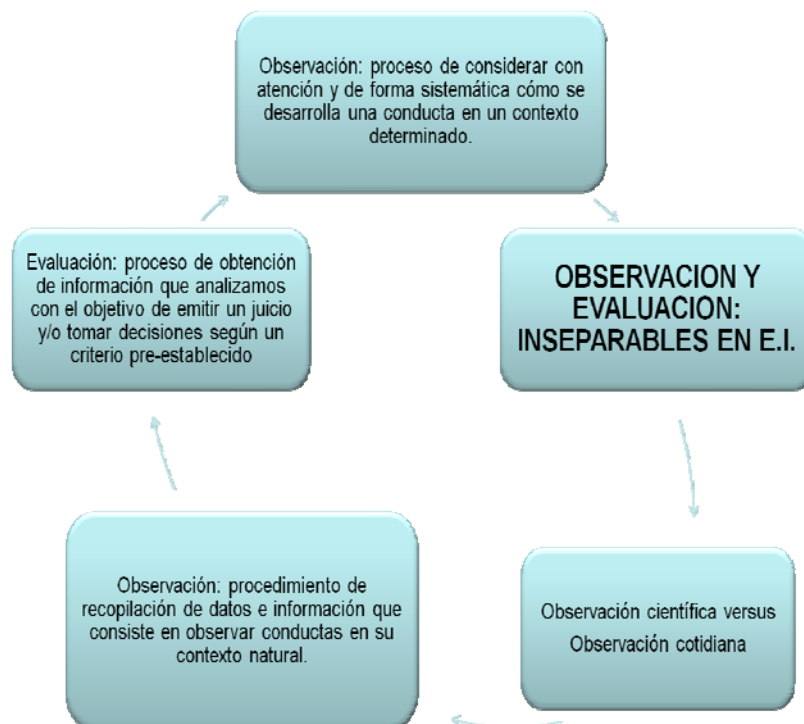 Observación: proceso de considerar con
atención y de forma sistemática cómo se
desarrolla una conducta en un contexto
determinado.
OBSERVACION Y
EVALUACION:
INSEPARABLES EN E.I.
Observación científica versus
Observación cotidiana
Observación: procedimiento de
recopilación de datos e información que
consiste en observar conductas en su
contexto natural.
Evaluación: proceso de obtención
de información que analizamos
con el objetivo de emitir un juicio
y/o tomar decisiones según un
criterio pre-establecido